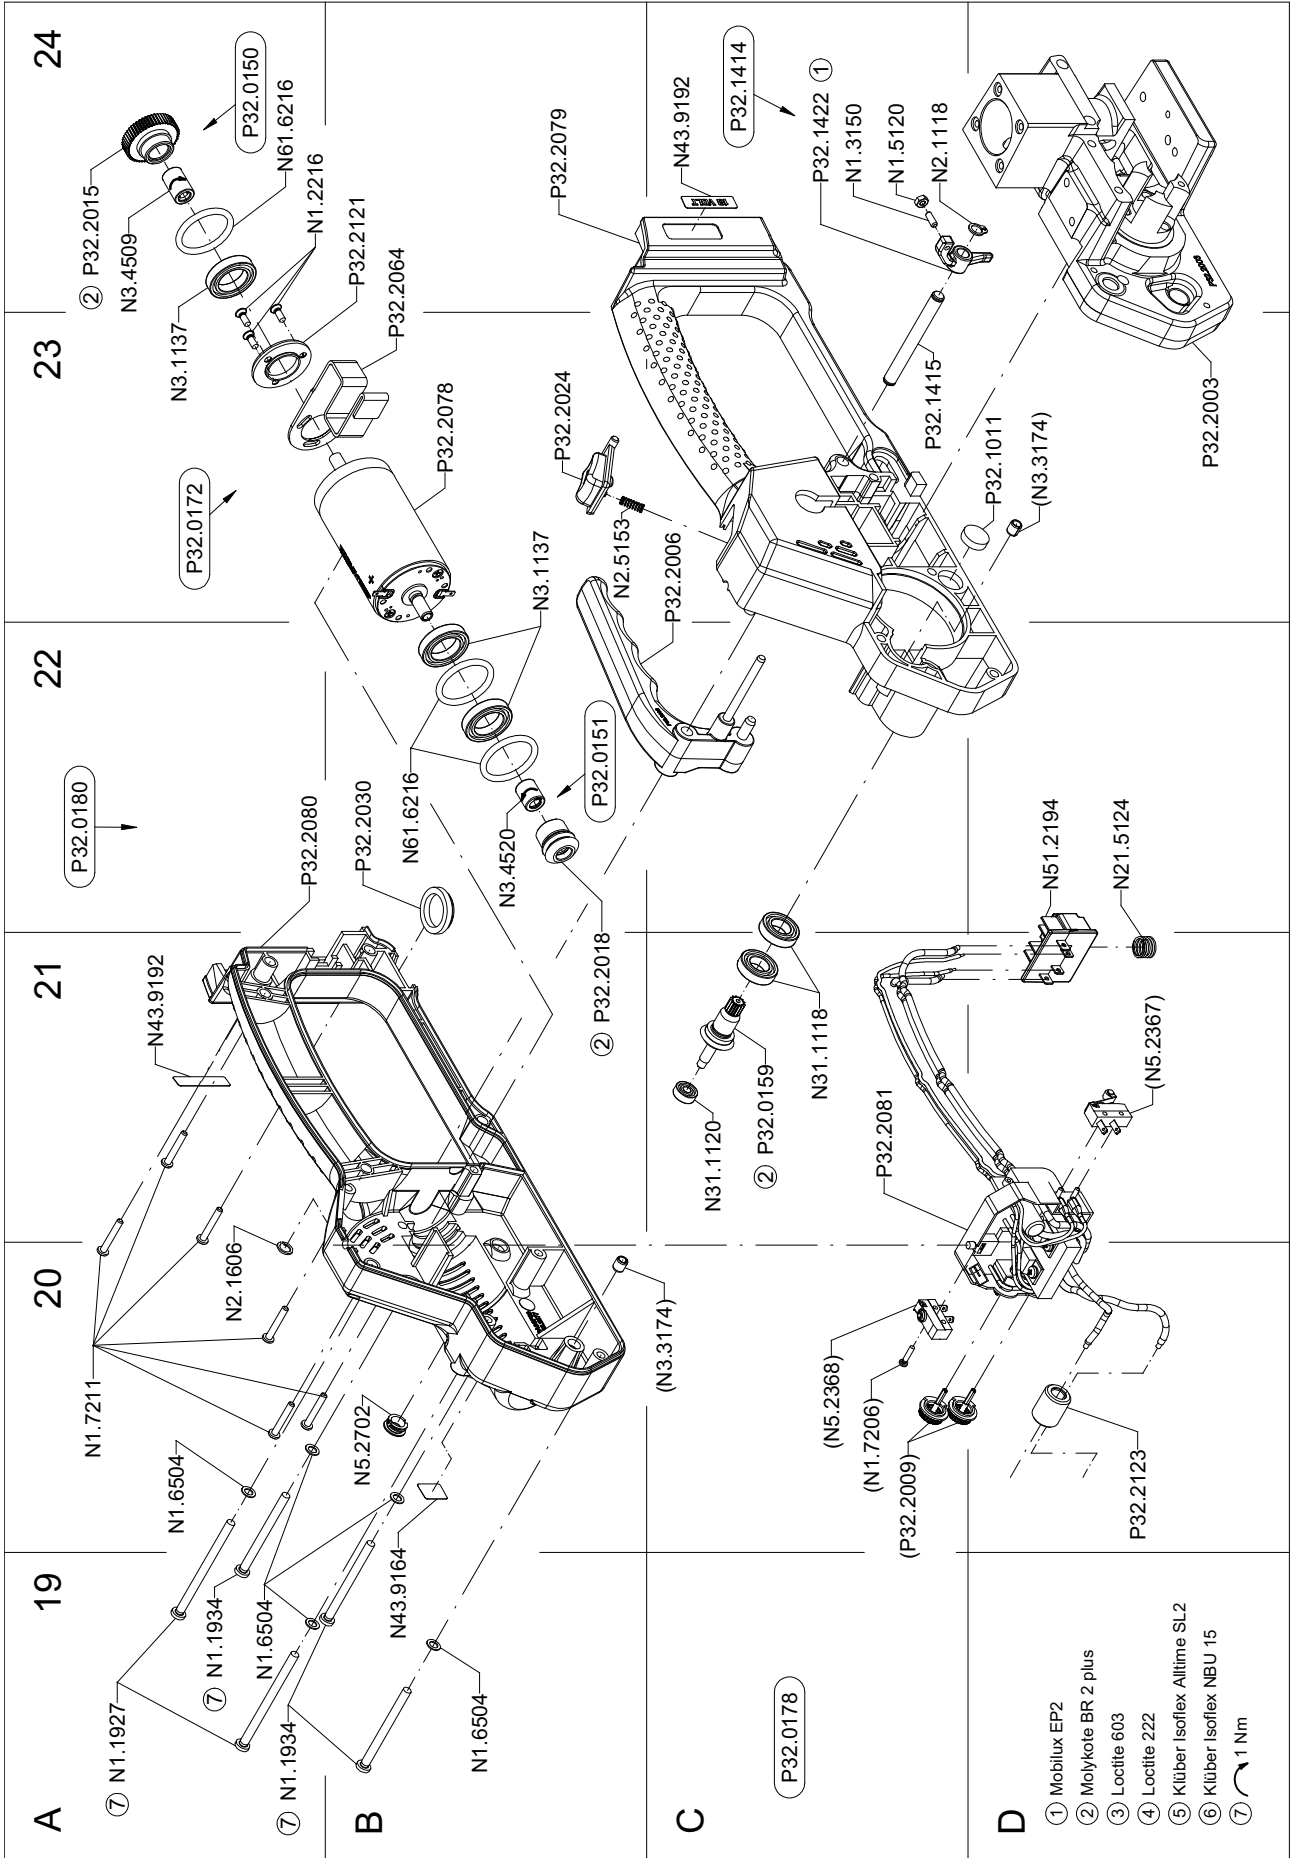 A
B
C
D
19
20
21
22
23
24
⑦ N1.1927
⑦ N1.1934
N1.6504
⑦ N1.1934
N1.6504
N1.7211
N1.6504
N43.9164
N5.2702
N2.1606
(N3.3174)
N43.9192
P32.2080
P32.0180
P32.2030
N61.6216
N3.4520
P32.0151
② P32.2018
N3.1137
P32.0172
P32.2078
P32.2064
P32.2121
N1.2216
N61.6216
P32.0150
② P32.2015
N3.4509
N3.1137
P32.2024
N2.5153
P32.2006
P32.2079
N43.9192
18 VOLT
P32.1414
P32.1422 ①
N1.3150
N1.5120
N2.1118
P32.1415
P32.1011
(N3.3174)
P32.2003
P32.2003
N31.1120
② P32.0159
N31.1118
P32.2081
N51.2194
N21.5124
(N5.2367)
(N5.2368)
(N1.7206)
(P32.2009)
P32.2123
P32.0178
① Mobilux EP2
② Molykote BR 2 plus
③ Loctite 603
④ Loctite 222
⑤ Klüber Isoflex Alltime SL2
⑥ Klüber Isoflex NBU 15
⑦ 1 Nm